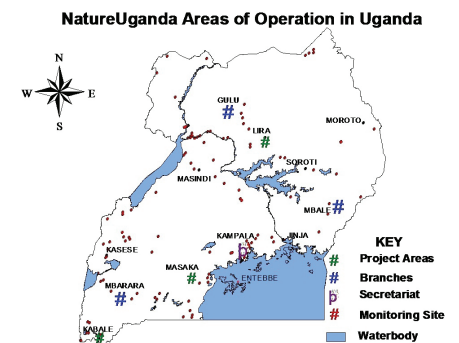 NatureUganda Areas of Operation in Uganda
N
W E
S
GULU
#
LIRA
#
MOROTO
SOROTI
MASINDI
MBALE #
KAMPALA
JINJA
KASESE
MASAKA
#
ENTEBBE
MBARARA
#
KABALE
#
KEY
# Project Areas
# Branches
p Secretariat
# Monitoring Site
Waterbody